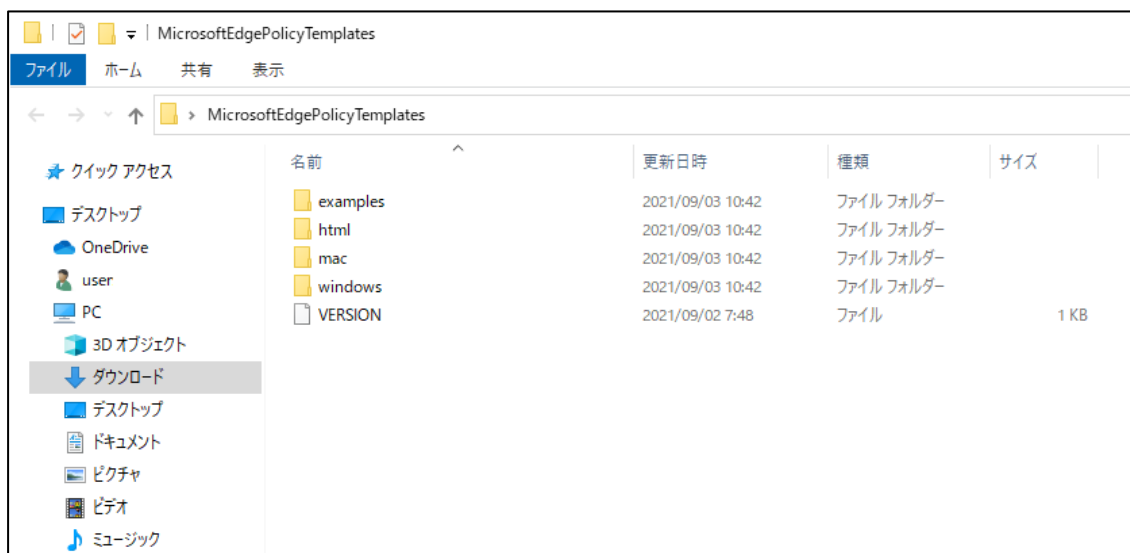 MicrosoftEdgePolicyTemplates
ファイル ホーム 共有 表示
MicrosoftEdgePolicyTemplates
クイック アクセス
デスクトップ
OneDrive
user
PC
3D オブジェクト
ダウンロード
デスクトップ
ドキュメント
ピクチャ
ビデオ
ミュージック
名前 更新日時 種類 サイズ
examples 2021/09/03 10:42 ファイル フォルダー
html 2021/09/03 10:42 ファイル フォルダー
mac 2021/09/03 10:42 ファイル フォルダー
windows 2021/09/03 10:42 ファイル フォルダー
VERSION 2021/09/02 7:48 ファイル 1 KB